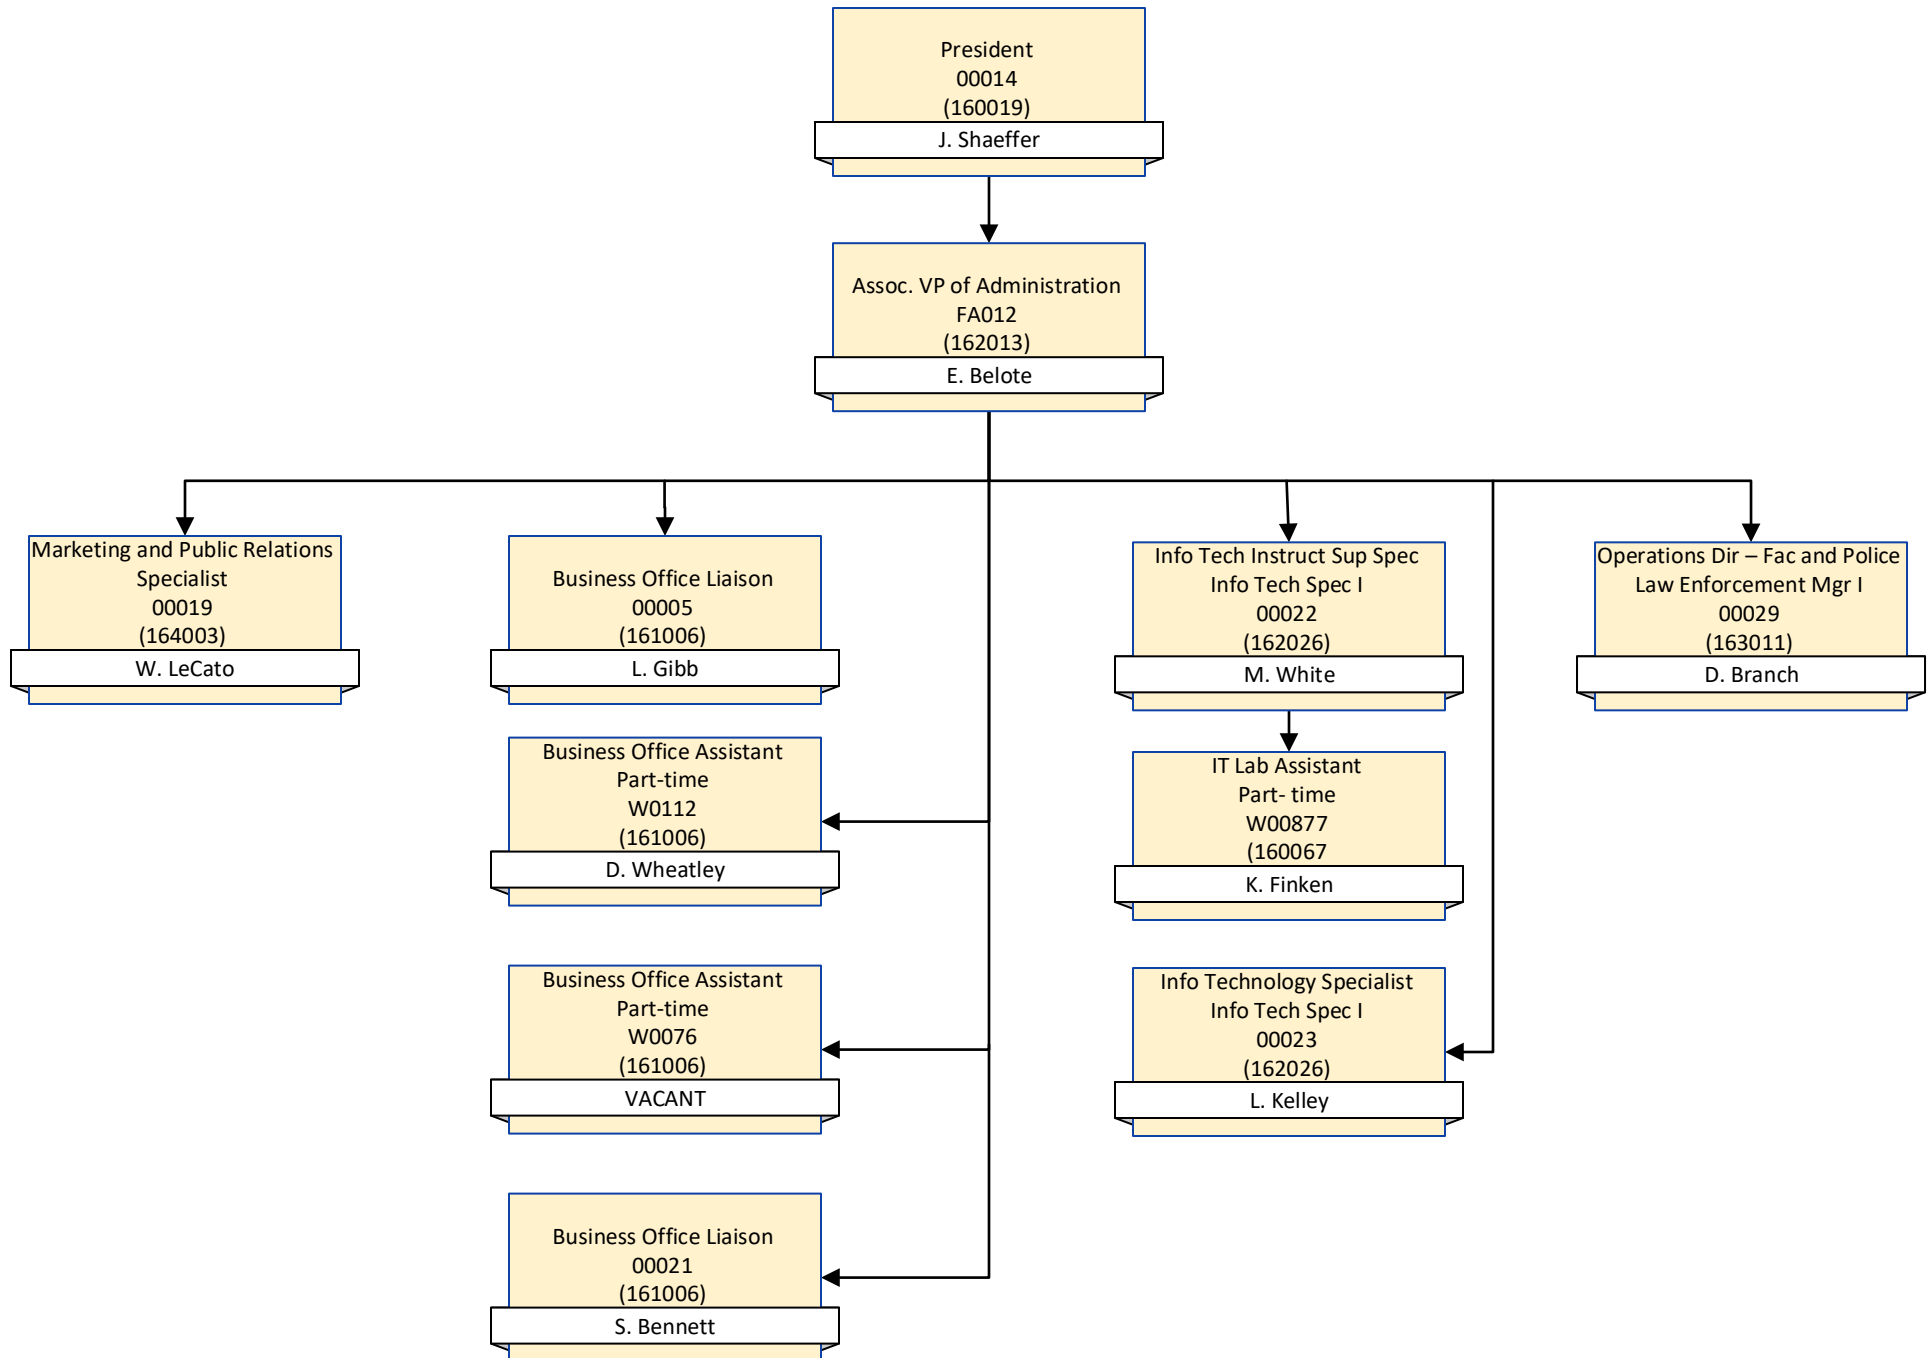 President
00014
(160019)
J. Shaeffer
Assoc. VP of Administration
FA012
(162013)
E. Belote
Marketing and Public Relations
Specialist
00019
(164003)
W. LeCato
Business Office Liaison
00005
(161006)
L. Gibb
Info Tech Instruct Sup Spec
Info Tech Spec I
00022
(162026)
M. White
Operations Dir – Fac and Police
Law Enforcement Mgr I
00029
(163011)
D. Branch
Business Office Assistant
Part-time
W0112
(161006)
D. Wheatley
IT Lab Assistant
Part- time
W00877
(160067
K. Finken
Business Office Assistant
Part-time
W0076
(161006)
VACANT
Info Technology Specialist
Info Tech Spec I
00023
(162026)
L. Kelley
Business Office Liaison
00021
(161006)
S. Bennett